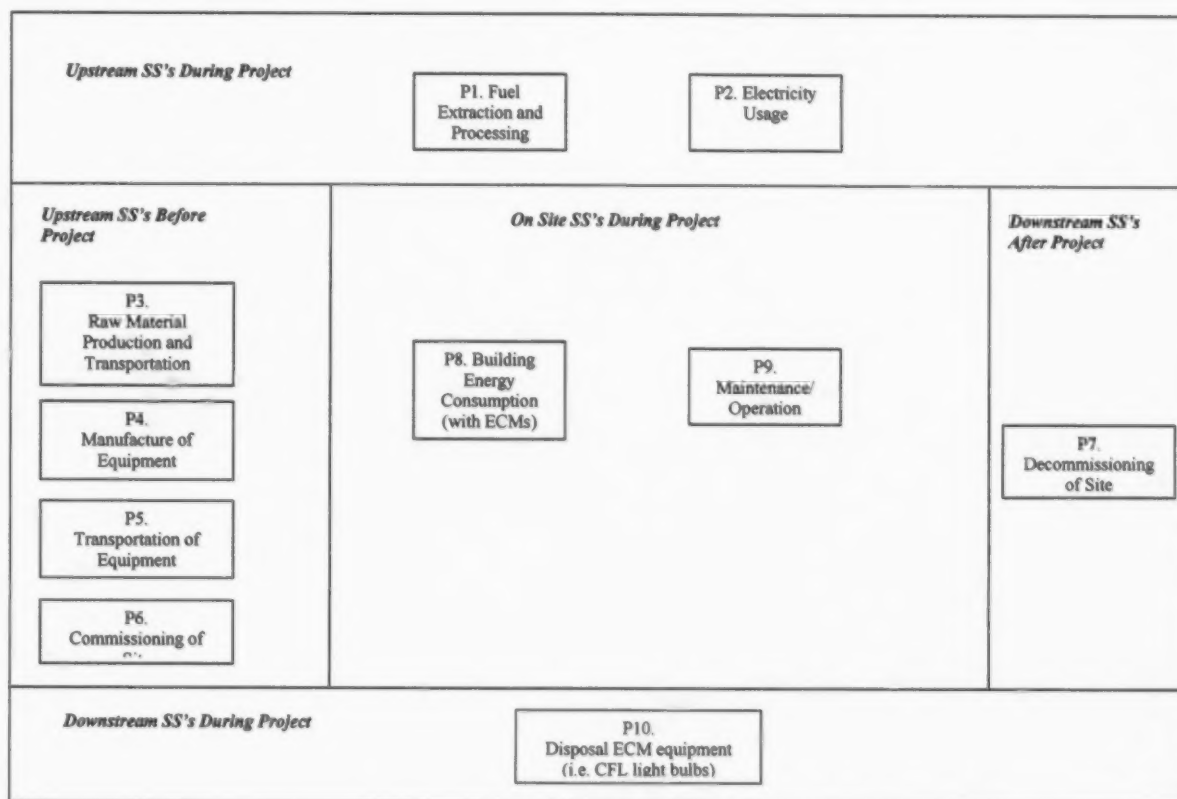 Upstream SS's During Project
P1. Fuel
Extraction and
Processing
P2. Electricity
Usage
Upstream SS's Before
Project
P3.
Raw Material
Production and
Transportation
P4.
Manufacture of
Equipment
P5.
Transportation of
Equipment
P6.
Commissioning of
On Site SS's During Project
P8. Building
Energy
Consumption
(with ECMs)
P9.
Maintenance/
Operation
Downstream SS's
After Project
P7.
Decommissioning
of Site
Downstream SS's During Project
P10.
Disposal ECM equipment
(i.e. CFL light bulbs)